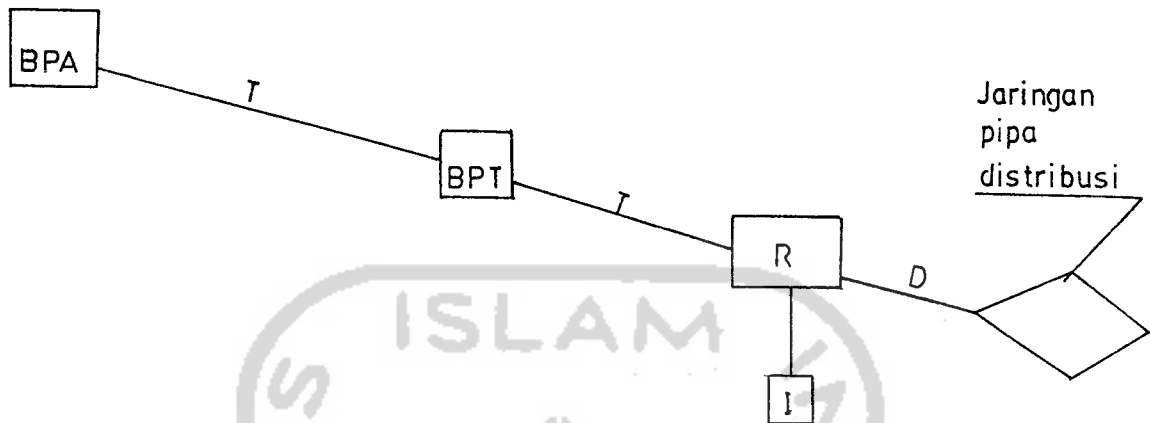 BPA
T
BPT
T
Jaringan
pipa
distribusi
R
D
I
ISLAM
S